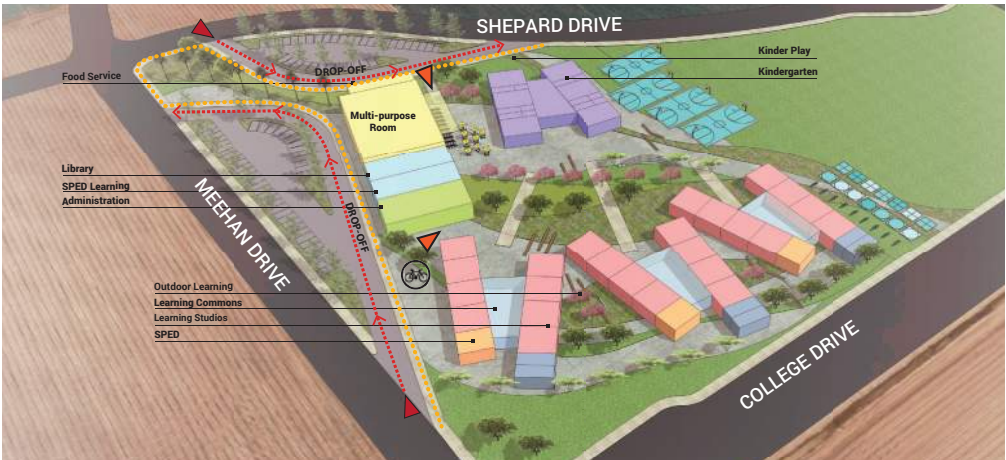 SHEPARD DRIVE
Kinder Play
Kindergarten
Food Service
DROP-OFF
Multi-purpose
Room
Library
SPED Learning
Administration
MEEHAN DRIVE
DROP-OFF
Outdoor Learning
Learning Commons
Learning Studios
SPED
COLLEGE DRIVE